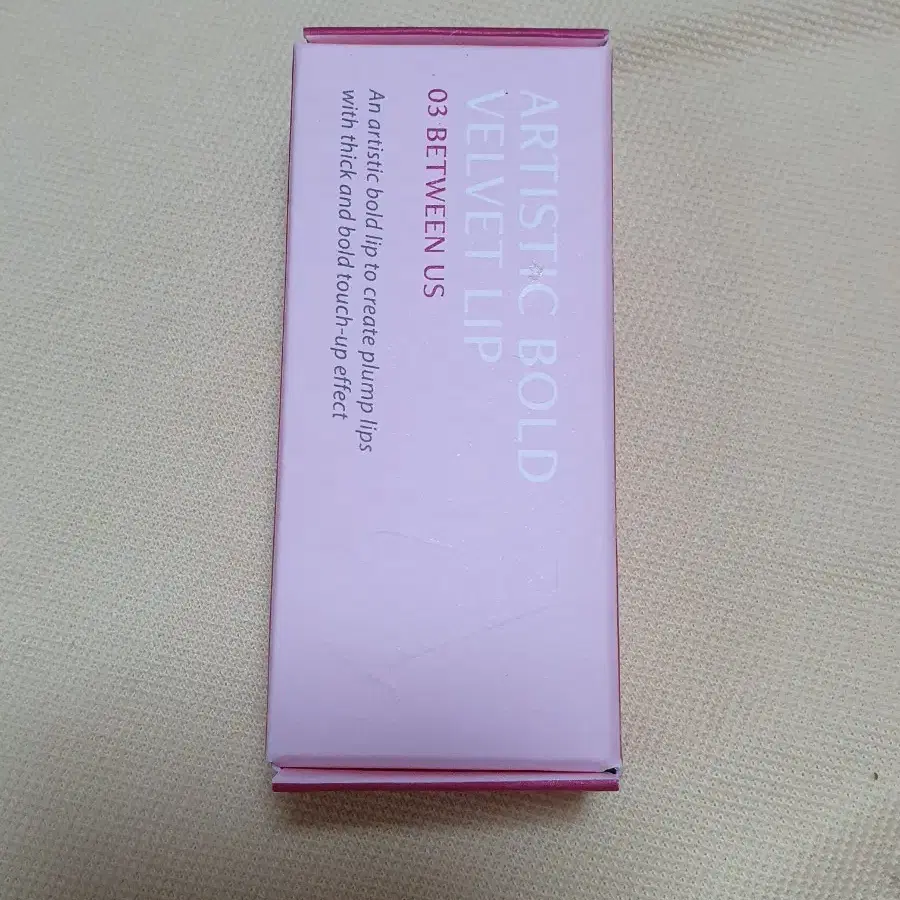 ARTISTIC BOLD
VELVET LIP
03 BETWEEN US
An artistic bold lip to create plump lips
with thick and bold touch-up effect